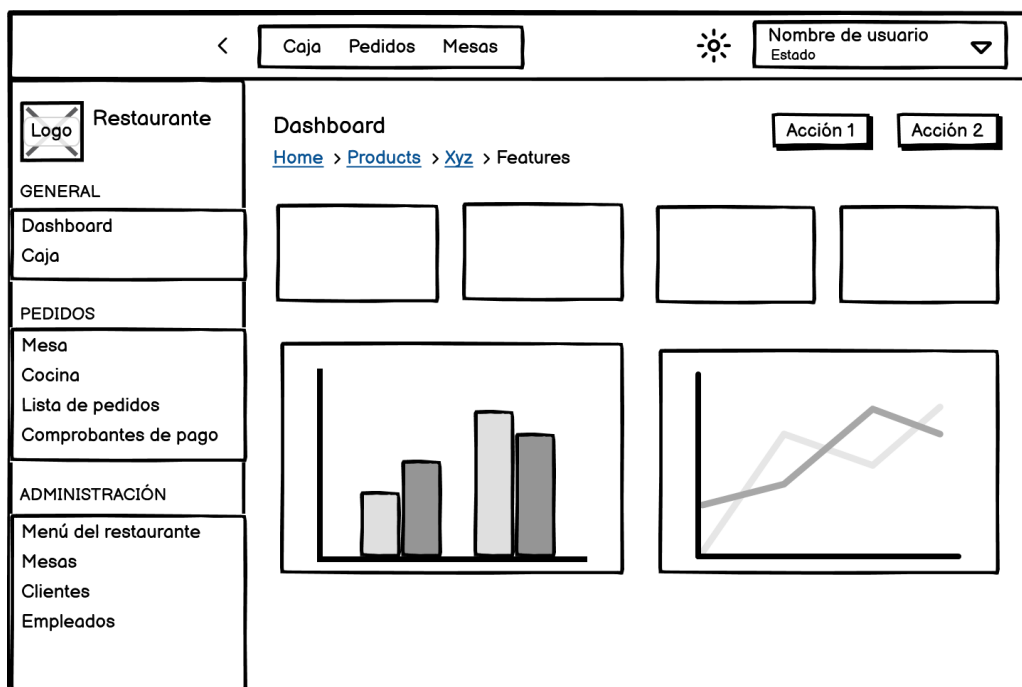 Caja Pedidos Mesas
Nombre de usuario
Estado
Logo
Restaurante
GENERAL
Dashboard
Caja
PEDIDOS
Mesa
Cocina
Lista de pedidos
Comprobantes de pago
ADMINISTRACIÓN
Menú del restaurante
Mesas
Clientes
Empleados
Dashboard
Home > Products > Xyz > Features
Acción 1
Acción 2